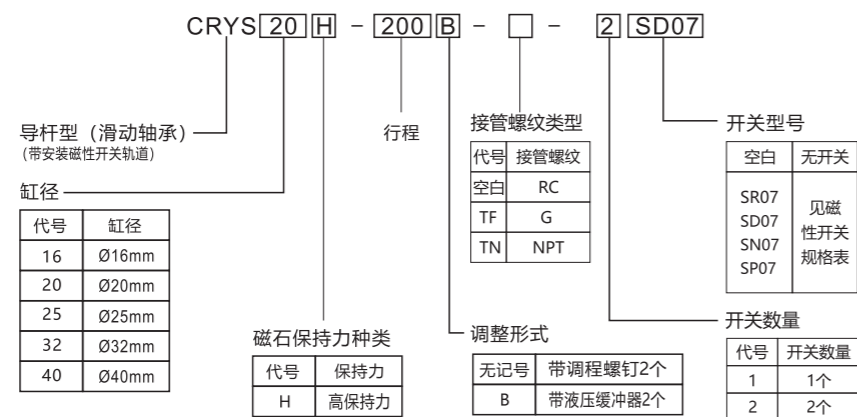 CRYS 20 H - 200 B - □ - 2 SD07
导杆型（滑动轴承）
(带安装磁性开关轨道)
缸径
代号 缸径
16 Ø16mm
20 Ø20mm
25 Ø25mm
32 Ø32mm
40 Ø40mm
磁石保持力种类
代号 保持力
H 高保持力
行程
调整形式
无记号 带调程螺钉2个
B 带液压缓冲器2个
接管螺纹类型
代号 接管螺纹
空白 RC
TF G
TN NPT
开关型号
空白 无开关
SR07
SD07
SN07
SP07
见磁
性开关
规格表
开关数量
代号 开关数量
1 1个
2 2个